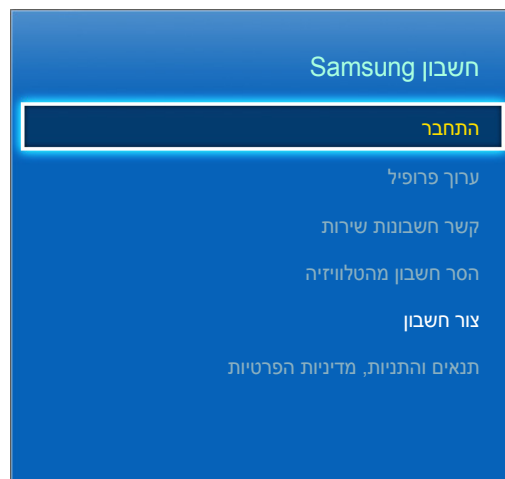 חשבון Samsung
התחבר
ערוך פרופיל
קשר חשבונות שירות
הסר חשבון מהטלוויזיה
צור חשבון
תנאים והתניות, מדיניות הפרטיות